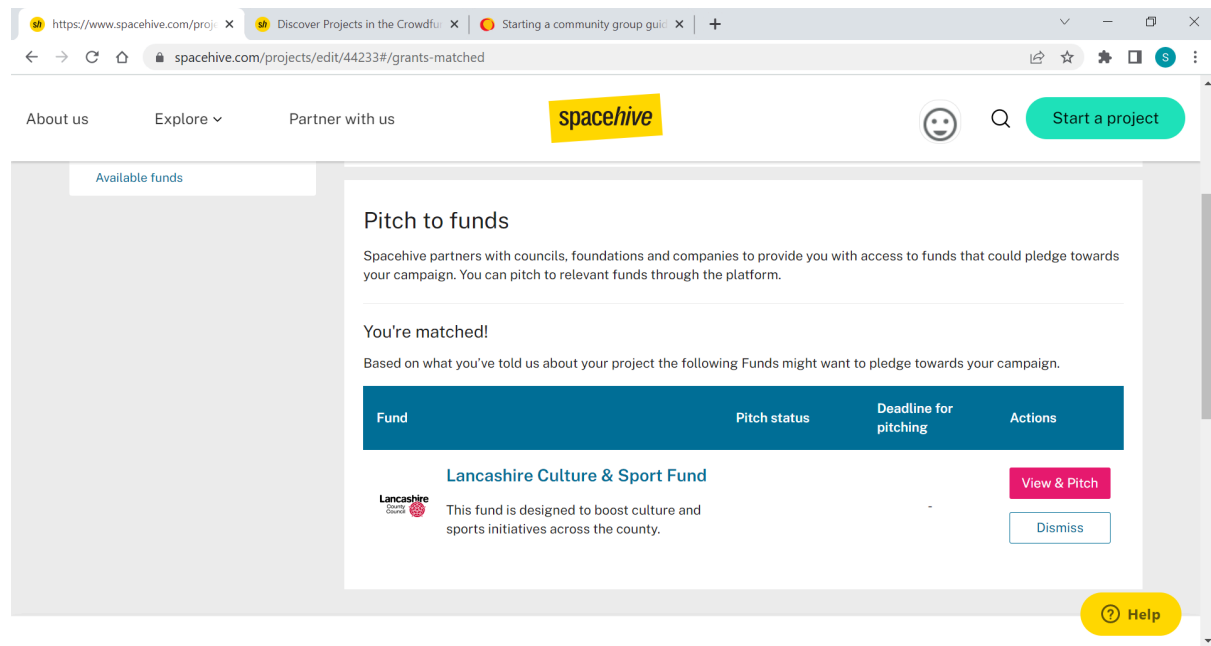 https://www.spacehive.com/proje
Discover Projects in the Crowdfu
Starting a community group guid
spacehive.com/projects/edit/44233#/grants-matched
S
About us Explore Partner with us spacehive Start a project
Available funds
Pitch to funds
Spacehive partners with councils, foundations and companies to provide you with access to funds that could pledge towards
your campaign. You can pitch to relevant funds through the platform.
You're matched!
Based on what you've told us about your project the following Funds might want to pledge towards your campaign.
Fund Pitch status Deadline for pitching Actions
Lancashire Culture & Sport Fund
Lancashire
County
Council
This fund is designed to boost culture and
sports initiatives across the county.
-
View & Pitch
Dismiss
Help